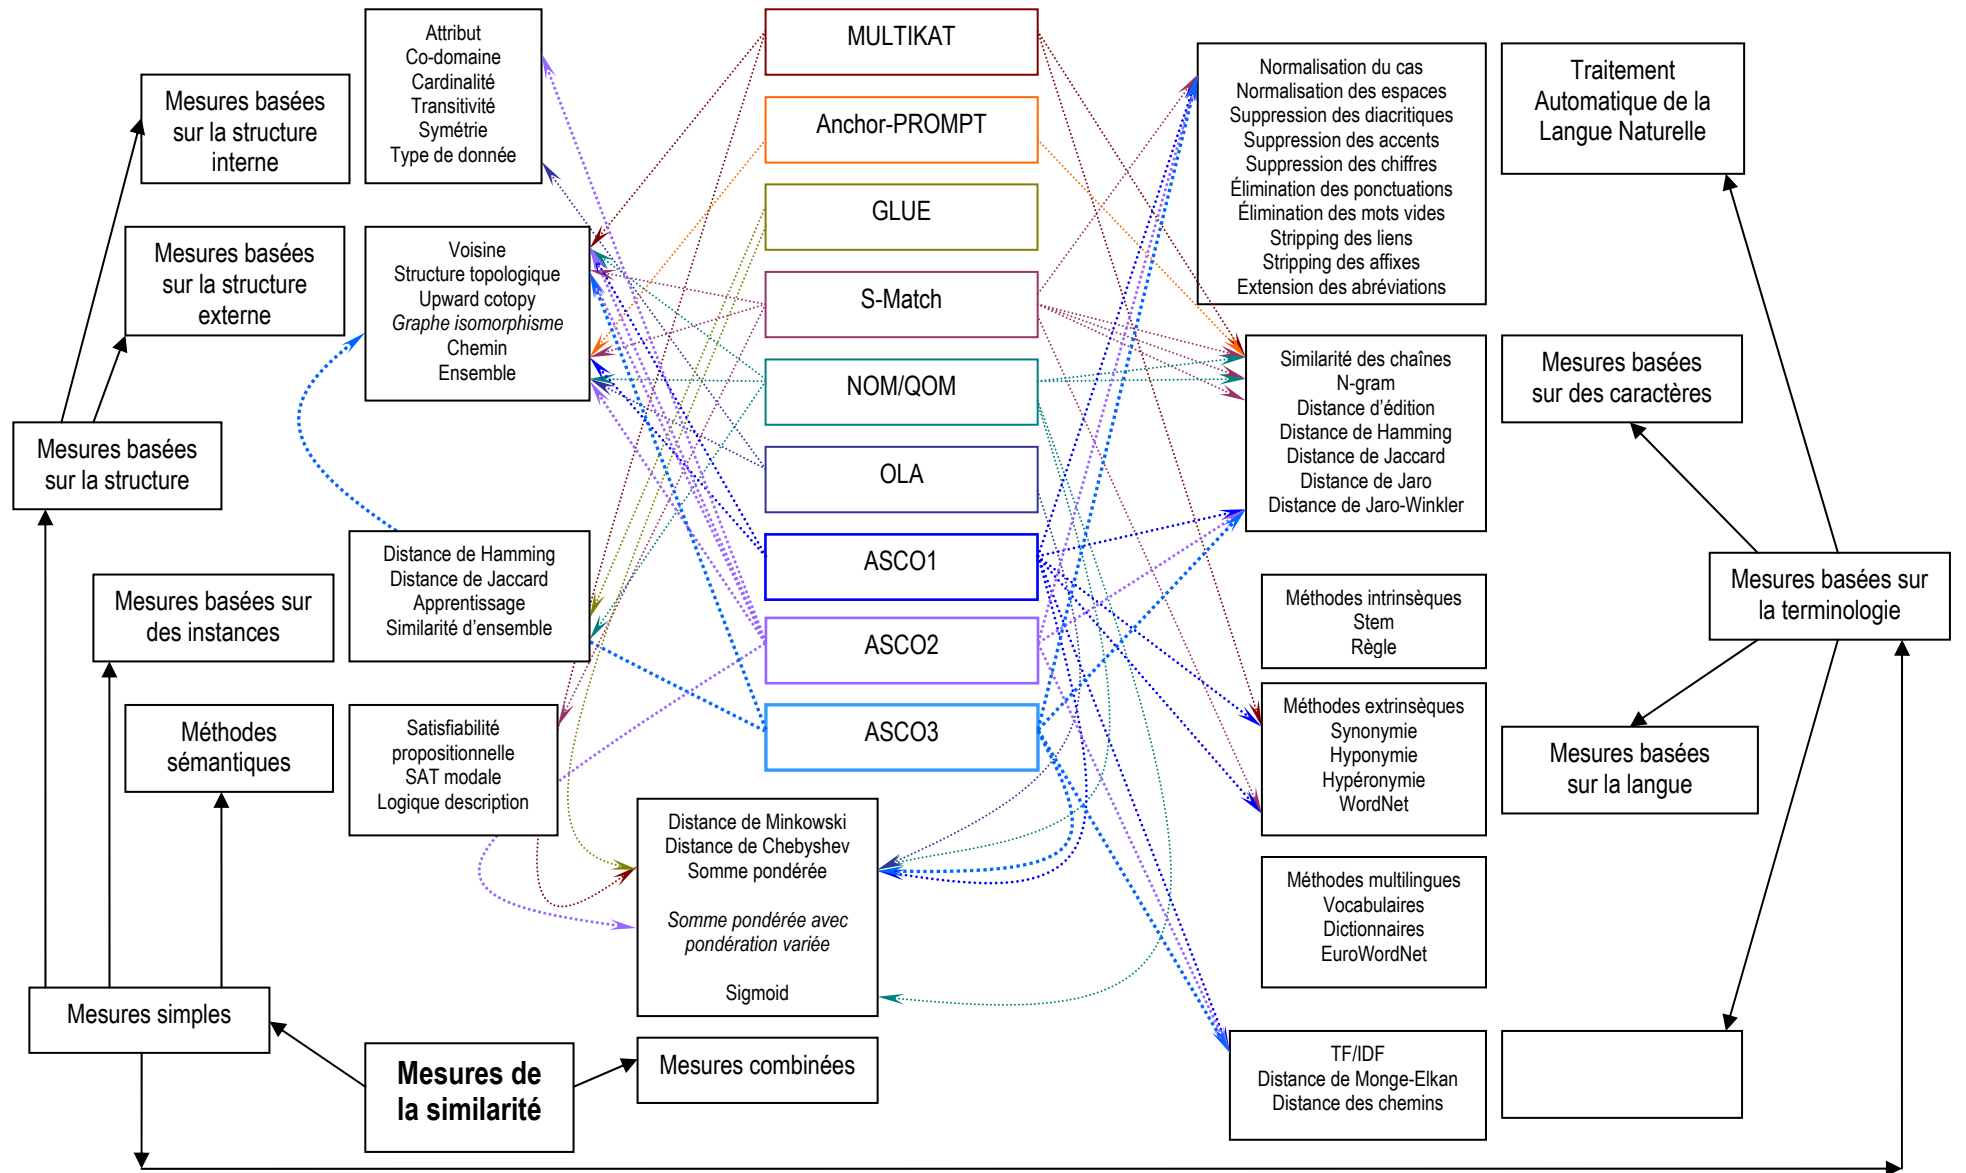 Attribut
Co-domaine
Cardinalité
Transitivité
Symétrie
Type de donnée
Mesures basées
sur la structure
interne
Mesures basées
sur la structure
externe
Voisine
Structure topologique
Upward cotopy
Graphe isomorphisme
Chemin
Ensemble
Mesures basées
sur la structure
Distance de Hamming
Distance de Jaccard
Apprentissage
Similarité d’ensemble
Mesures basées sur
des instances
Méthodes
sémantiques
Satisfiabilité
propositionnelle
SAT modale
Logique description
Mesures simples
Mesures de
la similarité
Mesures combinées
Distance de Minkowski
Distance de Chebyshev
Somme pondérée
Somme pondérée avec
pondération variée
Sigmoid
MULTIKAT
Anchor-PROMPT
GLUE
S-Match
NOM/QOM
OLA
ASCO1
ASCO2
ASCO3
Normalisation du cas
Normalisation des espaces
Suppression des diacritiques
Suppression des accents
Suppression des chiffres
Élimination des ponctuations
Élimination des mots vides
Stripping des liens
Stripping des affixes
Extension des abréviations
Traitement
Automatique de la
Langue Naturelle
Similarité des chaînes
N-gram
Distance d’édition
Distance de Hamming
Distance de Jaccard
Distance de Jaro
Distance de Jaro-Winkler
Mesures basées
sur des caractères
Méthodes intrinsèques
Stem
Règle
Mesures basées sur
la terminologie
Méthodes extrinsèques
Synonymie
Hyponymie
Hypéronymie
WordNet
Mesures basées
sur la langue
Méthodes multilingues
Vocabulaires
Dictionnaires
EuroWordNet
TF/IDF
Distance de Monge-Elkan
Distance des chemins